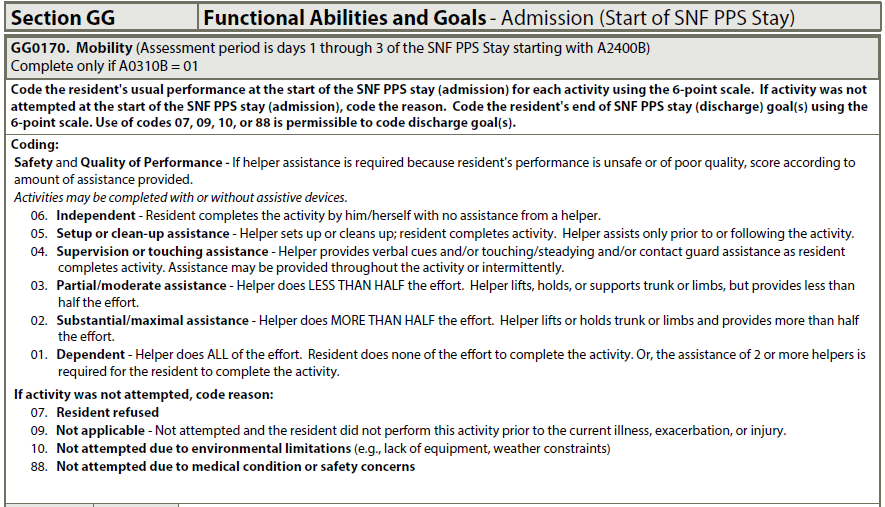 Section GG
Functional Abilities and Goals - Admission (Start of SNF PPS Stay)
GG0170. Mobility (Assessment period is days 1 through 3 of the SNF PPS Stay starting with A2400B)
Complete only if A0310B = 01
Code the resident's usual performance at the start of the SNF PPS stay (admission) for each activity using the 6-point scale. If activity was not
attempted at the start of the SNF PPS stay (admission), code the reason. Code the resident's end of SNF PPS stay (discharge) goal(s) using the
6-point scale. Use of codes 07, 09, 10, or 88 is permissible to code discharge goal(s).
Coding:
Safety and Quality of Performance - If helper assistance is required because resident's performance is unsafe or of poor quality, score according to
amount of assistance provided.
Activities may be completed with or without assistive devices.
06. Independent - Resident completes the activity by him/herself with no assistance from a helper.
05. Setup or clean-up assistance - Helper sets up or cleans up; resident completes activity. Helper assists only prior to or following the activity.
04. Supervision or touching assistance - Helper provides verbal cues and/or touching/steadying and/or contact guard assistance as resident
completes activity. Assistance may be provided throughout the activity or intermittently.
03. Partial/moderate assistance - Helper does LESS THAN HALF the effort. Helper lifts, holds, or supports trunk or limbs, but provides less than
half the effort.
02. Substantial/maximal assistance - Helper does MORE THAN HALF the effort. Helper lifts or holds trunk or limbs and provides more than half
the effort.
01. Dependent - Helper does ALL of the effort. Resident does none of the effort to complete the activity. Or, the assistance of 2 or more helpers is
required for the resident to complete the activity.
If activity was not attempted, code reason:
07. Resident refused
09. Not applicable - Not attempted and the resident did not perform this activity prior to the current illness, exacerbation, or injury.
10. Not attempted due to environmental limitations (e.g., lack of equipment, weather constraints)
88. Not attempted due to medical condition or safety concerns